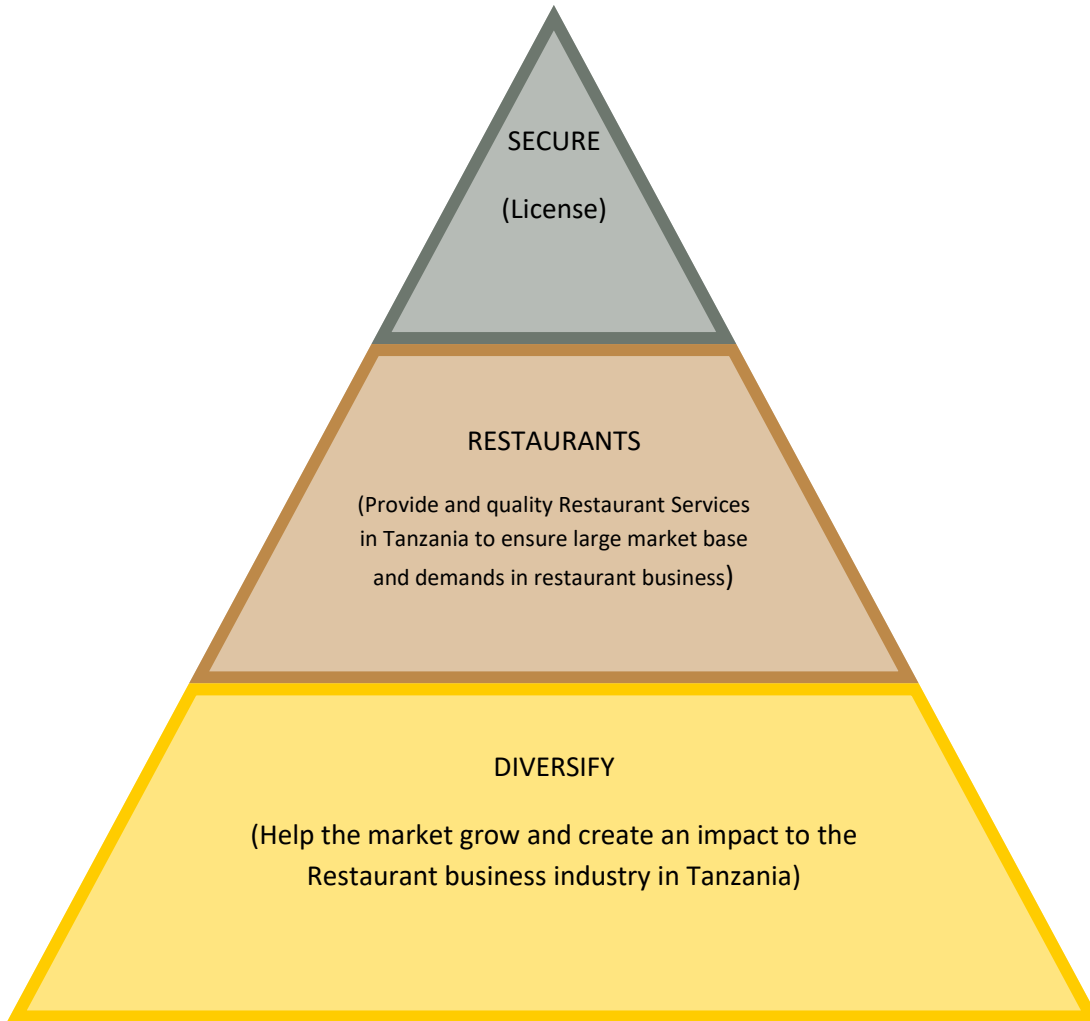 SECURE
(License)
RESTAURANTS
(Provide and quality Restaurant Services
in Tanzania to ensure large market base
and demands in restaurant business)
DIVERSIFY
(Help the market grow and create an impact to the
Restaurant business industry in Tanzania)